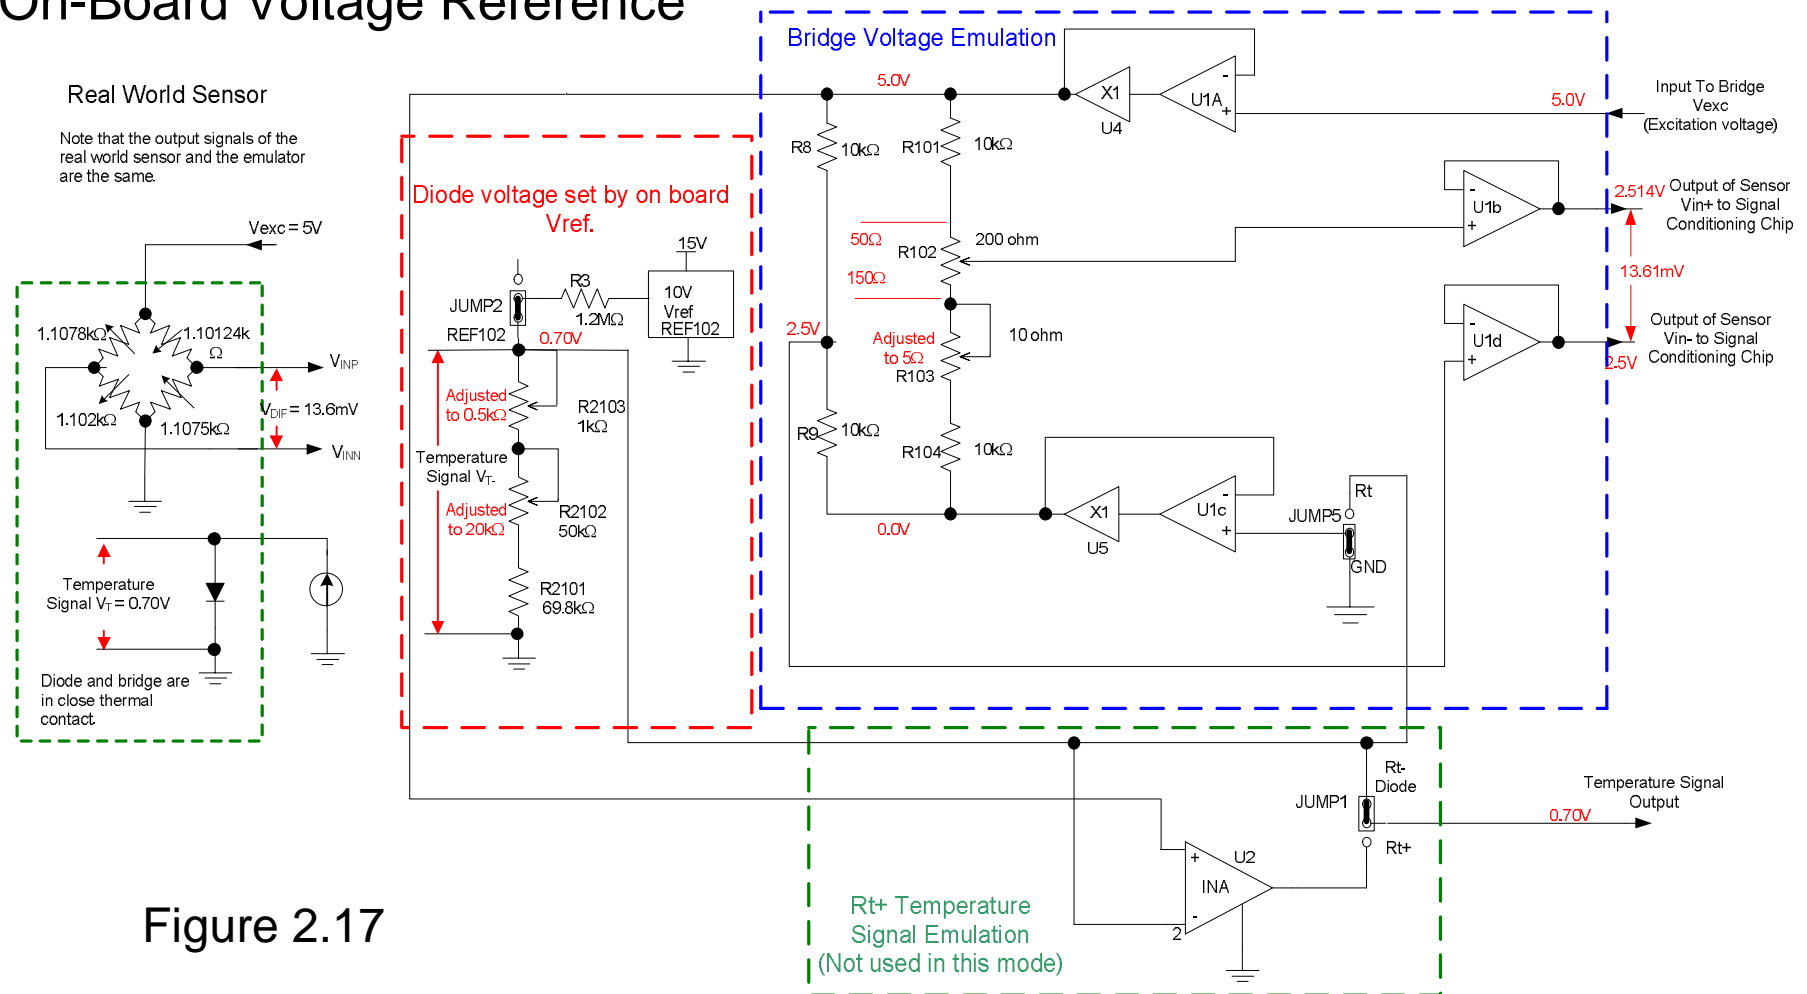 On-Board Voltage Reference
Real World Sensor
Note that the output signals of the
real world sensor and the emulator
are the same.
Vexc = 5V
1.1078kΩ
1.10124k
Ω
1.102kΩ
1.1075kΩ
VINP
VDIF = 13.6mV
VINN
Temperature
Signal VT = 0.70V
Diode and bridge are
in close thermal
contact.
Figure 2.17
Diode voltage set by on board
Vref.
15V
10V
Vref
REF102
R3
1.2MΩ
JUMP2
REF102
0.70V
Adjusted
to 0.5kΩ
R2103
1kΩ
Temperature
Signal VT-
Adjusted
to 20kΩ
R2102
50kΩ
R2101
69.8kΩ
Bridge Voltage Emulation
5.0V
R8
10kΩ
R101
10kΩ
X1
U4
U1A
-
+
5.0V
Input To Bridge
Vexc
(Excitation voltage)
50Ω
R102
200 ohm
150Ω
2.5V
Adjusted
to 5Ω
R103
10 ohm
R9
10kΩ
R104
10kΩ
0.0V
X1
U5
U1c
-
+
JUMP5
Rt
GND
-
U1b
+
2.514V
Output of Sensor
Vin+ to Signal
Conditioning Chip
13.61mV
-
U1d
+
2.5V
Output of Sensor
Vin- to Signal
Conditioning Chip
Rt-
Diode
JUMP1
Rt+
0.70V
Temperature Signal
Output
+
U2
INA
-
2
Rt+ Temperature
Signal Emulation
(Not used in this mode)